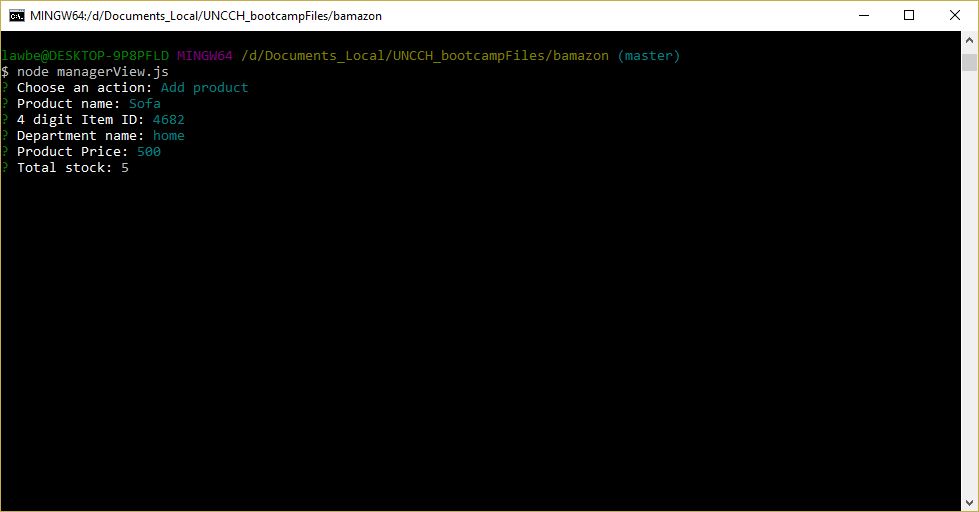 MINGW64:/d/Documents_Local/UNCCH_bootcampFiles/bamazon
lawbe@DESKTOP-9P8PFLD MINGW64 /d/Documents_Local/UNCCH_bootcampFiles/bamazon (master)
$ node managerView.js
? Choose an action: Add product
? Product name: Sofa
? 4 digit Item ID: 4682
? Department name: home
? Product Price: 500
? Total stock: 5